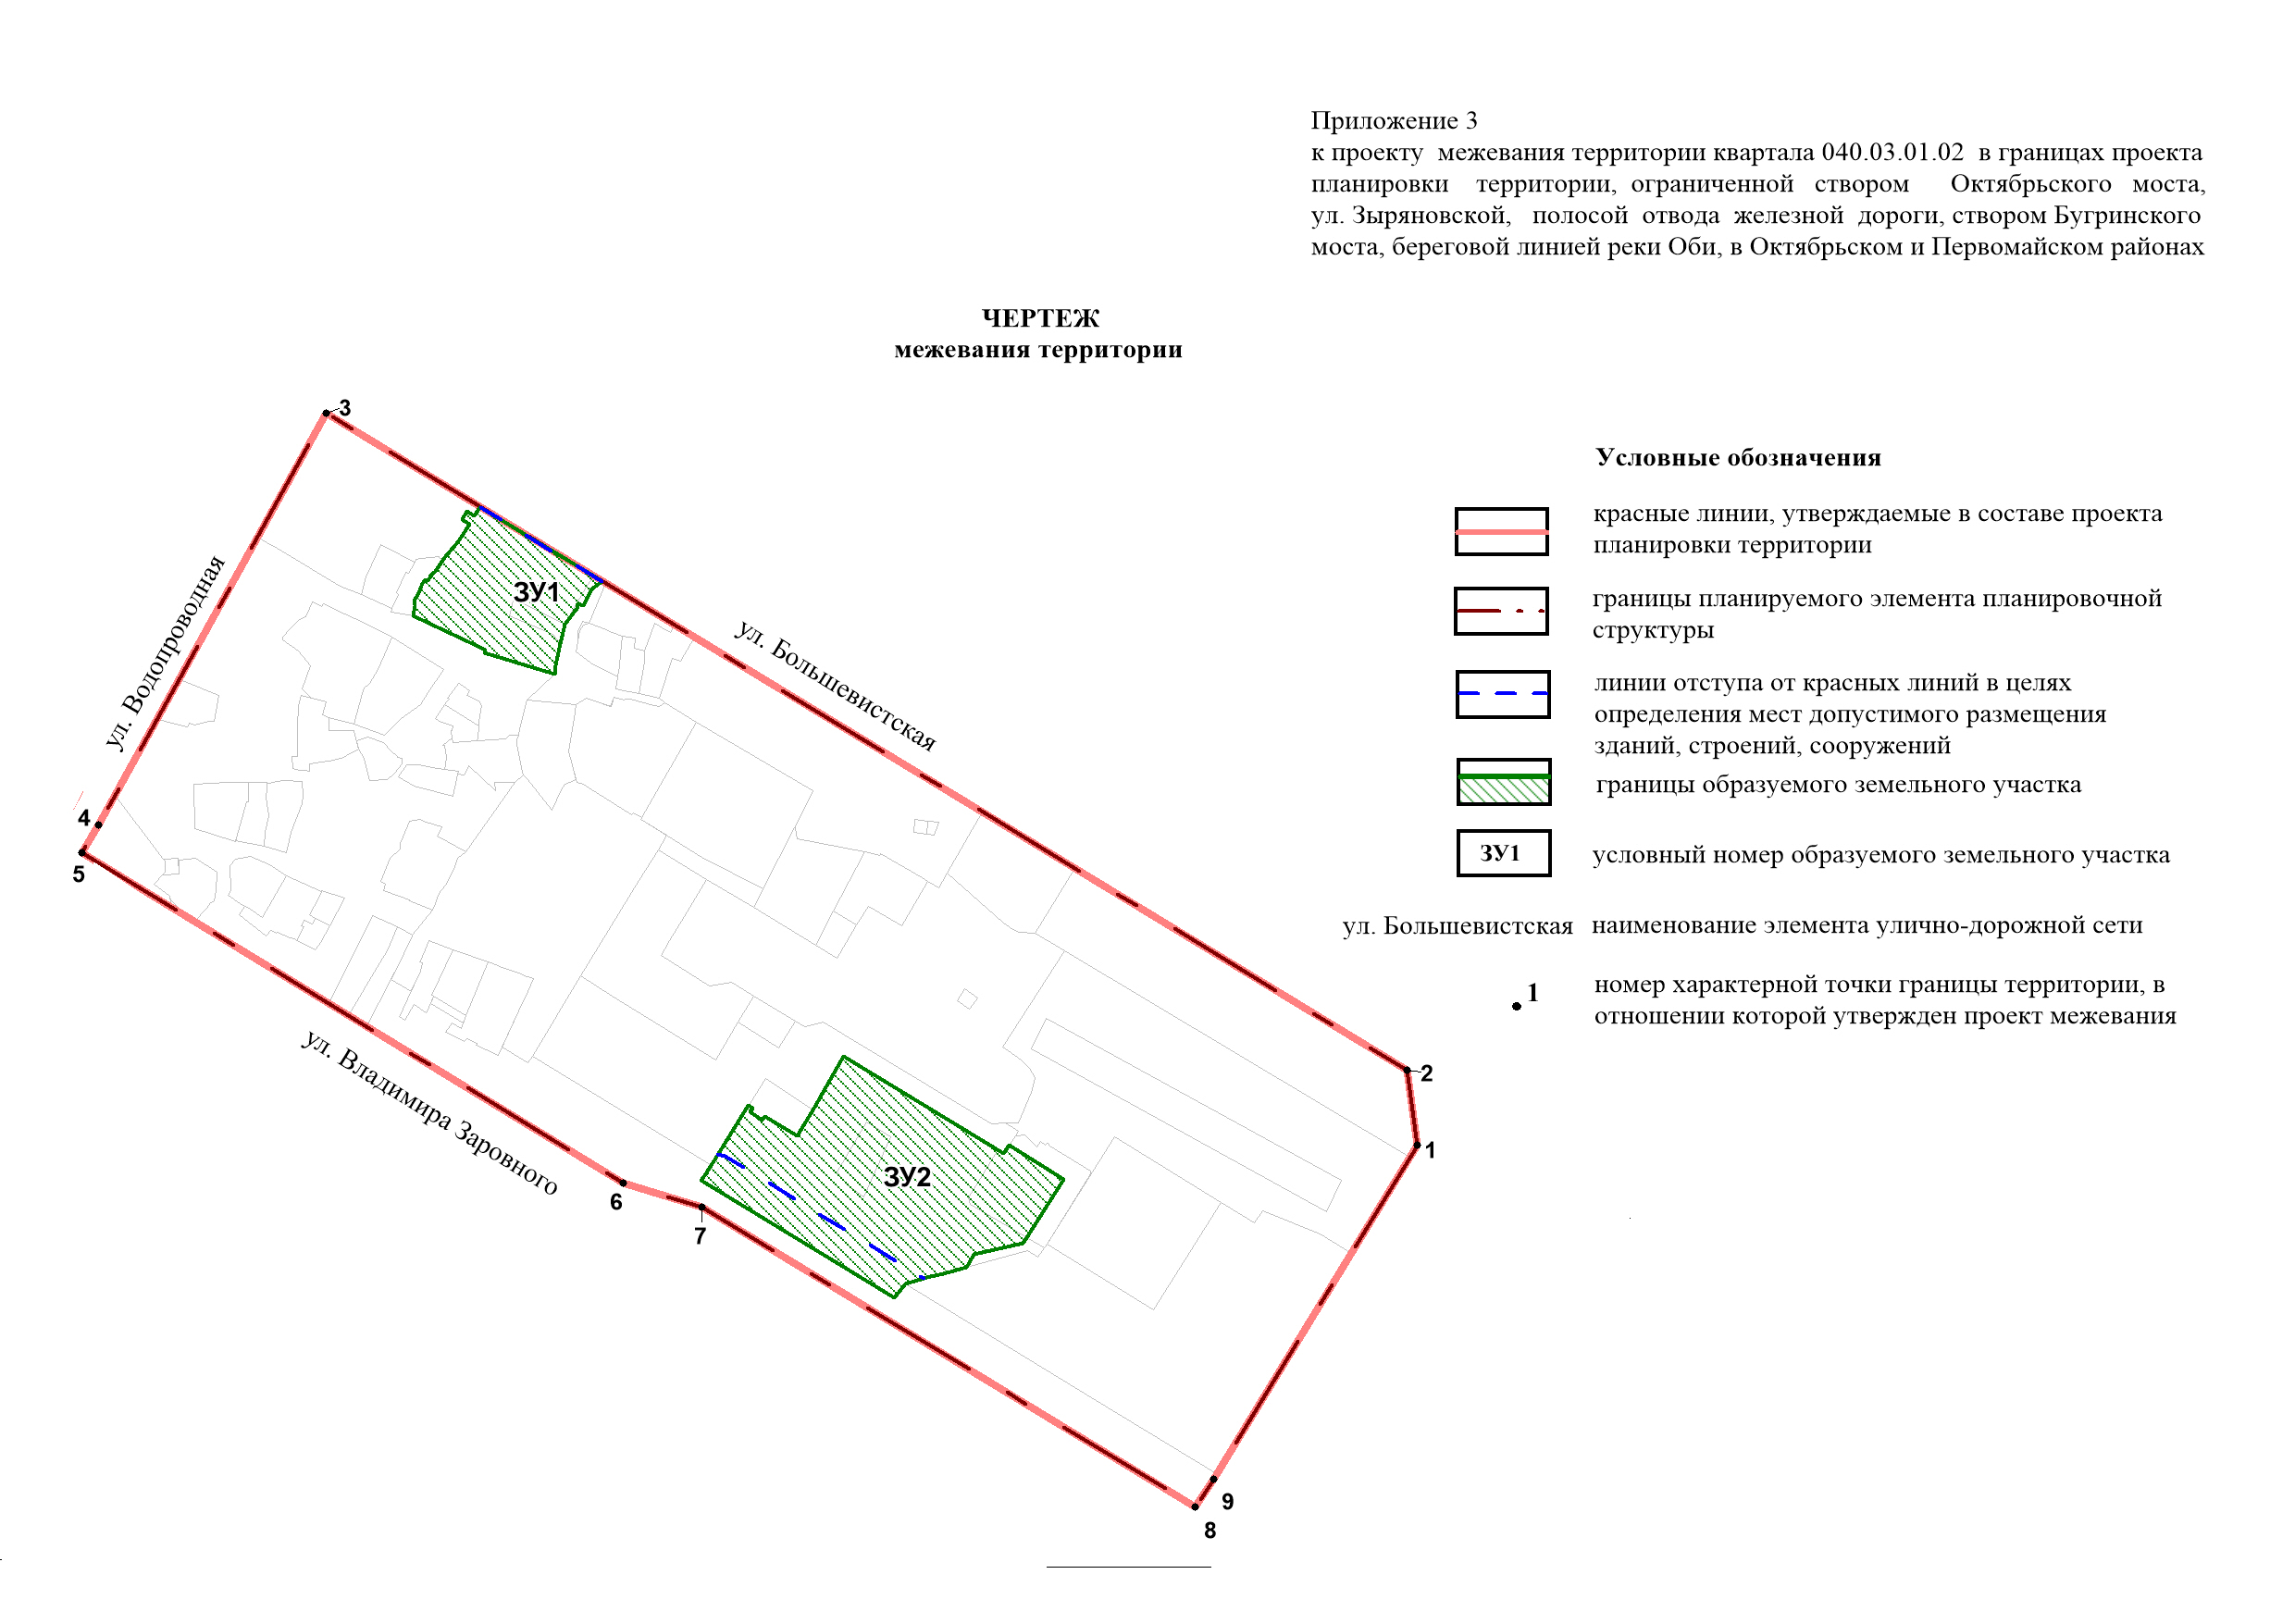 Приложение 3
к проекту межевания территории квартала 040.03.01.02 в границах проекта
планировки территории, ограниченной створом Октябрьского моста,
ул. Зыряновской, полосой отвода железной дороги, створом Бугринского
моста, береговой линией реки Оби, в Октябрьском и Первомайском районах
ЧЕРТЕЖ
межевания территории
3
ЗУ1
ул. Водопроводная
ул. Большевистская
4
5
ул. Владимира Заровного
6
7
ЗУ2
2
1
9
8
Условные обозначения
красные линии, утверждаемые в составе проекта
планировки территории
границы планируемого элемента планировочной
структуры
линии отступа от красных линий в целях
определения мест допустимого размещения
зданий, строений, сооружений
границы образуемого земельного участка
ЗУ1 условный номер образуемого земельного участка
ул. Большевистская наименование элемента улично-дорожной сети
1 номер характерной точки границы территории, в
отношении которой утвержден проект межевания